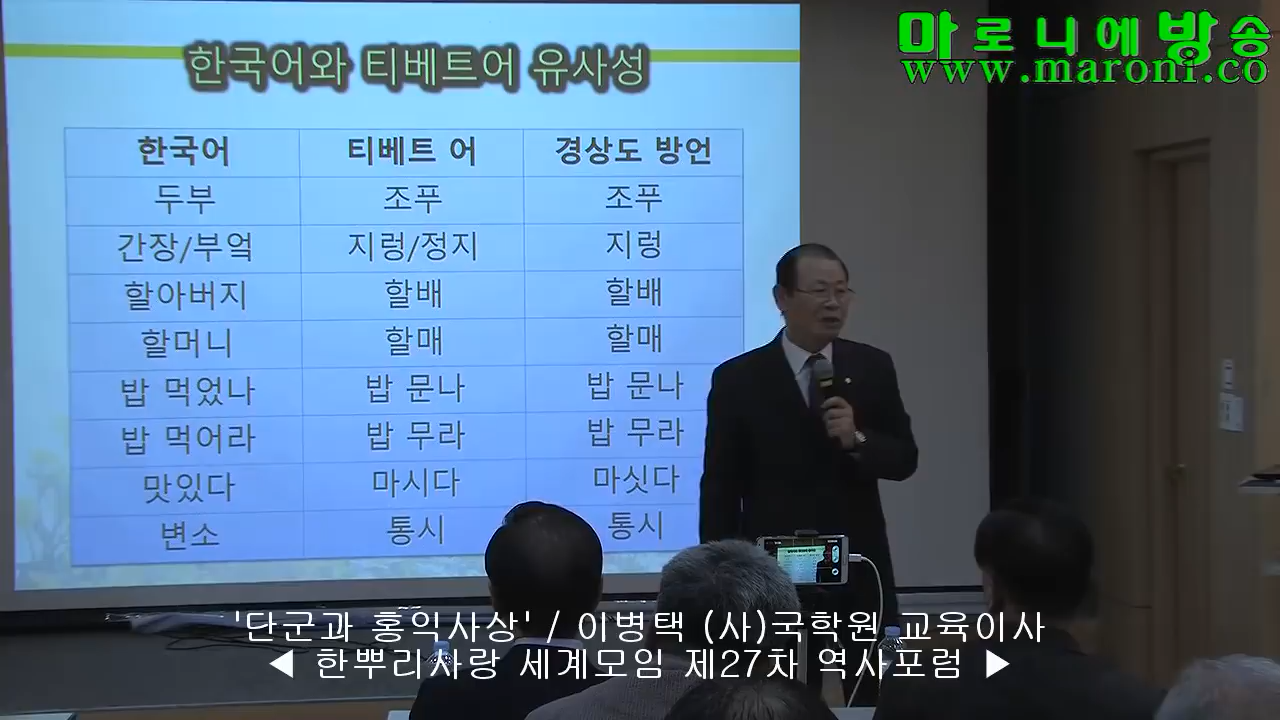 마로니에방송
www.maroni.co
한국어와 티베트어 유사성
한국어 티베트 어 경상도 방언
두부 조푸 조푸
간장/부엌 지렁/정지 지렁
할아버지 할배 할배
할머니 할매 할매
밥 먹었나 밥 문나 밥 문나
밥 먹어라 밥 무라 밥 무라
맛있다 마시다 마싯다
변소 통시 통시
'단군과 홍익사상' / 이병택 (사)국학원 교육이사
◀ 한뿌리사랑 세계모임 제27차 역사포럼 ▶